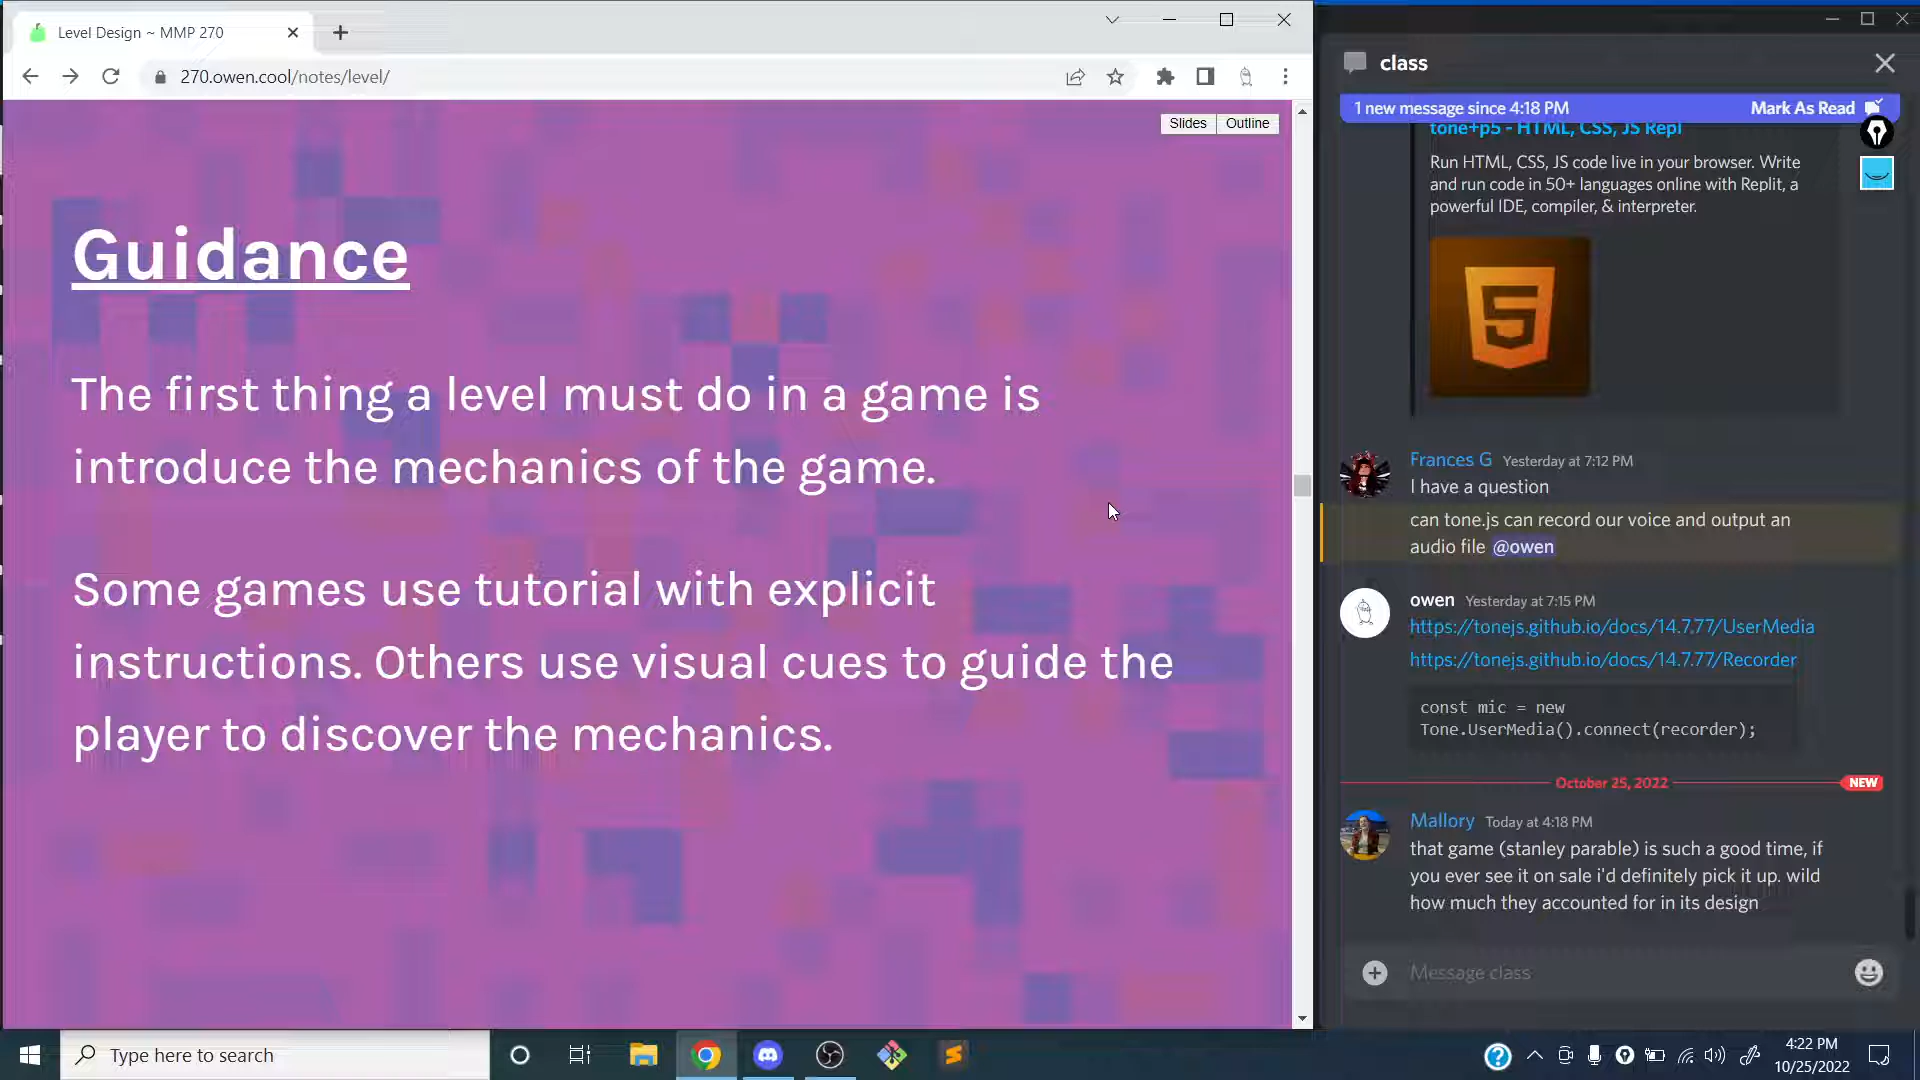 Level Design ~ MMP 270
270.owen.cool/notes/level/
Slides
Outline
Guidance
The first thing a level must do in a game is
introduce the mechanics of the game.
Some games use tutorial with explicit
instructions. Others use visual cues to guide the
player to discover the mechanics.
class
1 new message since 4:18 PM
Mark As Read
tone+p5 - HTML, CSS, JS Repl
Run HTML, CSS, JS code live in your browser. Write
and run code in 50+ languages online with Replit, a
powerful IDE, compiler, & interpreter.
5
Frances G Yesterday at 7:12 PM
I have a question
can tone.js can record our voice and output an
audio file @owen
owen Yesterday at 7:15 PM
https://tonejs.github.io/docs/14.7.77/UserMedia
https://tonejs.github.io/docs/14.7.77/Recorder
const mic = new
Tone.UserMedia().connect(recorder);
October 25, 2022
NEW
Mallory Today at 4:18 PM
that game (stanley parable) is such a good time, if
you ever see it on sale i'd definitely pick it up. wild
how much they accounted for in its design
Message class
Type here to search
4:22 PM
10/25/2022